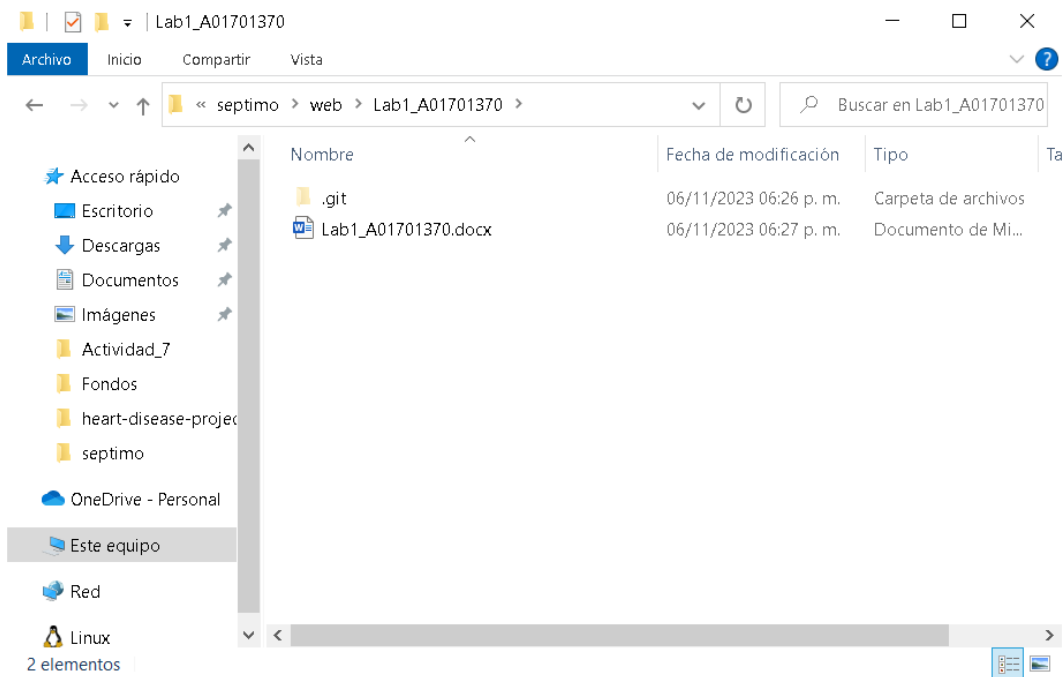 Lab1_A01701370
Archivo Inicio Compartir Vista
« septimo > web > Lab1_A01701370 >
Buscar en Lab1_A01701370
Acceso rápido
Escritorio
Descargas
Documentos
Imágenes
Actividad_7
Fondos
heart-disease-projec
septimo
OneDrive - Personal
Este equipo
Red
Linux
Nombre Fecha de modificación Tipo Ta
.git 06/11/2023 06:26 p. m. Carpeta de archivos
Lab1_A01701370.docx 06/11/2023 06:27 p. m. Documento de Mi...
2 elementos